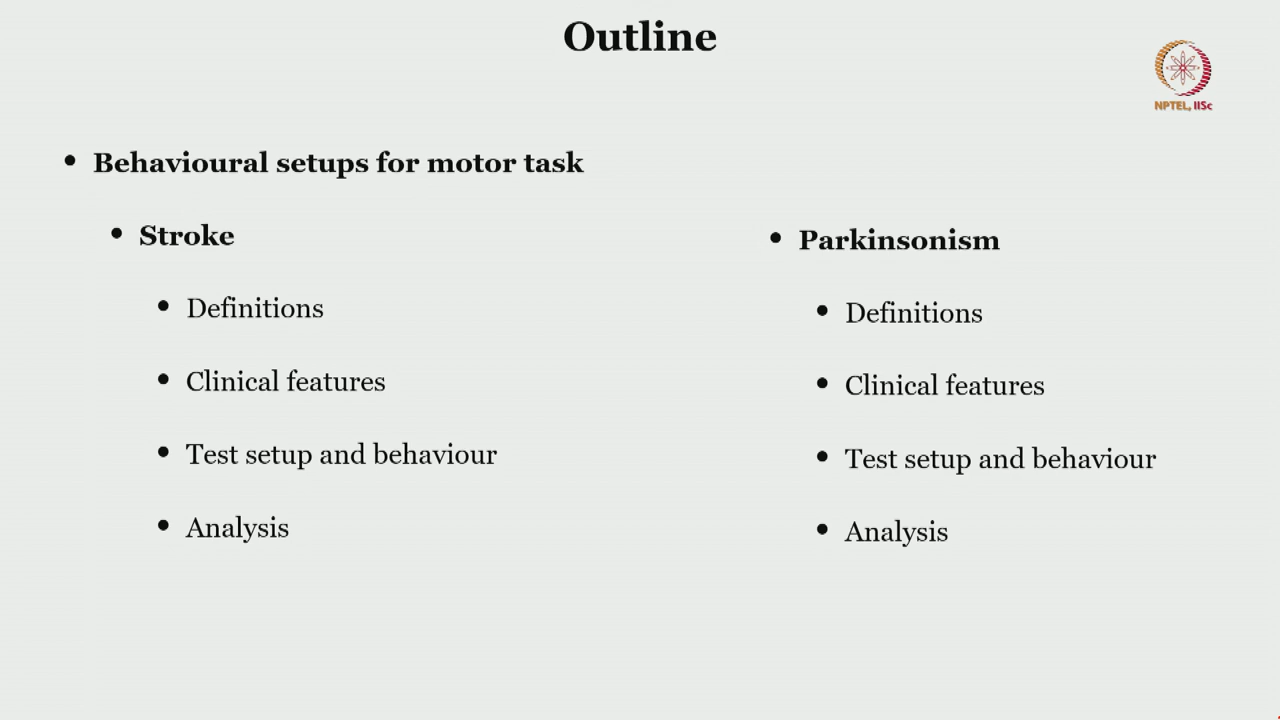 Outline
NPTEL, IISc
• Behavioural setups for motor task
• Stroke
• Definitions
• Clinical features
• Test setup and behaviour
• Analysis
• Parkinsonism
• Definitions
• Clinical features
• Test setup and behaviour
• Analysis